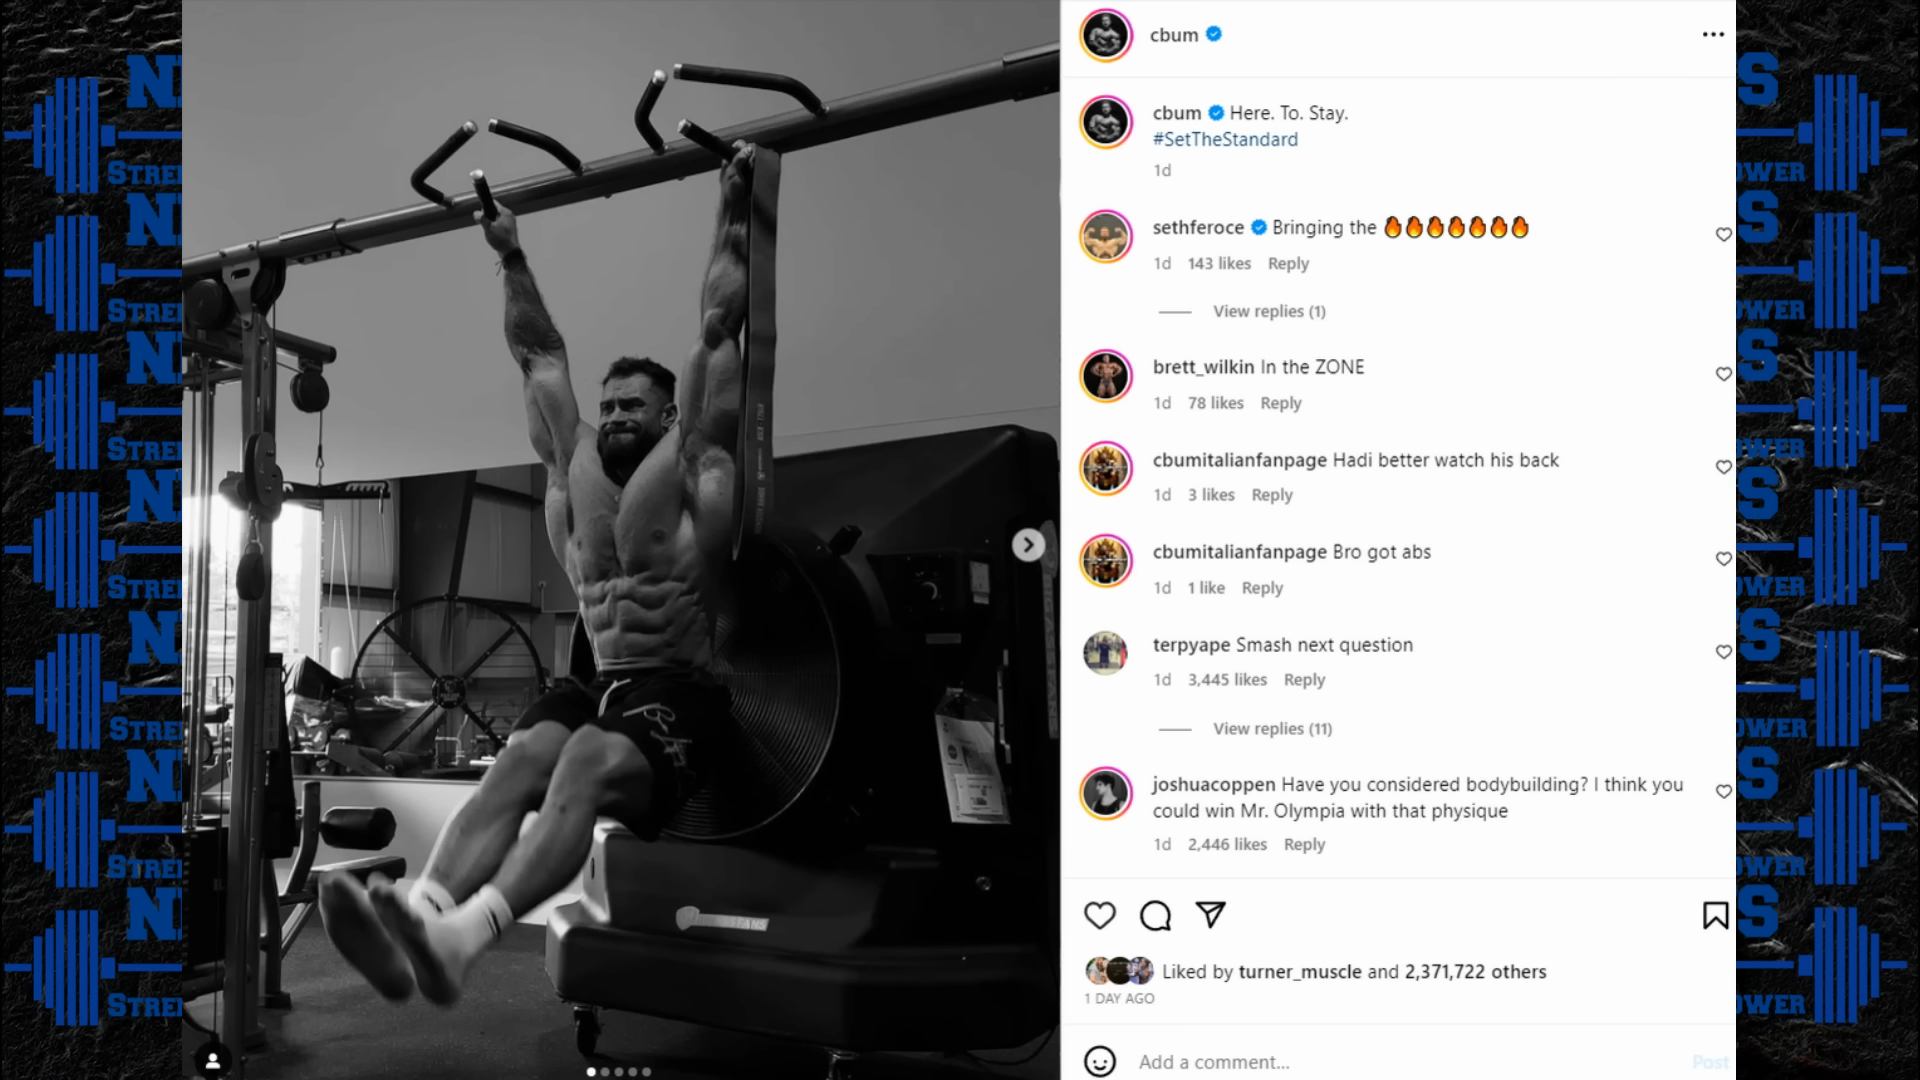 cbum
cbum Here. To. Stay.
#SetTheStandard
1d
sethferoce Bringing the 🔥🔥🔥🔥🔥🔥🔥
1d 143 likes Reply
View replies (1)
brett_wilkin In the ZONE
1d 78 likes Reply
cbumitalianfanpage Hadi better watch his back
1d 3 likes Reply
cbumitalianfanpage Bro got abs
1d 1 like Reply
terpyape Smash next question
1d 3,445 likes Reply
View replies (11)
joshuacoppen Have you considered bodybuilding? I think you
could win Mr. Olympia with that physique
1d 2,446 likes Reply
Liked by turner_muscle and 2,371,722 others
1 DAY AGO
Add a comment...
Post